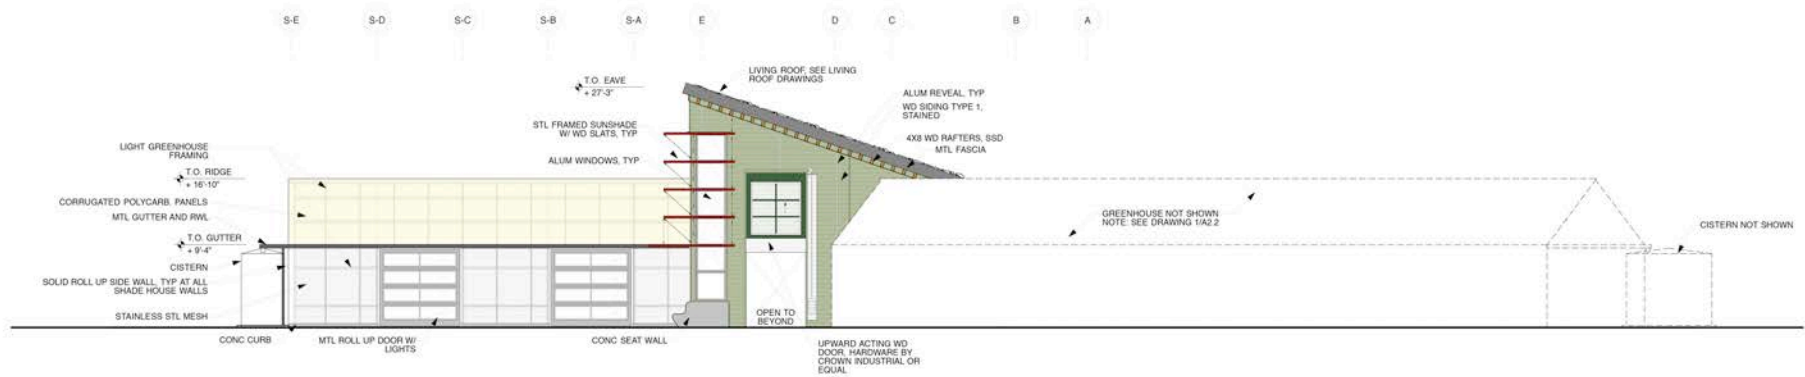 S-E S-D S-C S-B S-A E D C B A
LIVING ROOF, SEE LIVING
ROOF DRAWINGS
T.O. EAVE
+ 27'-3"
ALUM REVEAL, TYP
WD SIDING TYPE 1,
STAINED
STL FRAMED SUNSHADE
W/ WD SLATS, TYP
4X8 WD RAFTERS, SSD
MTL FASCIA
LIGHT GREENHOUSE
FRAMING
ALUM WINDOWS, TYP
T.O. RIDGE
+ 16'-10"
CORRUGATED POLYCARB. PANELS
MTL GUTTER AND RWL
GREENHOUSE NOT SHOWN
NOTE: SEE DRAWING 1/A2.2
CISTERN NOT SHOWN
T.O. GUTTER
+ 9'-4"
CISTERN
SOLID ROLL UP SIDE WALL, TYP AT ALL
SHADE HOUSE WALLS
STAINLESS STL MESH
OPEN TO
BEYOND
CONC CURB
MTL ROLL UP DOOR W/
LIGHTS
CONC SEAT WALL
UPWARD ACTING WD
DOOR, HARDWARE BY
CROWN INDUSTRIAL OR
EQUAL